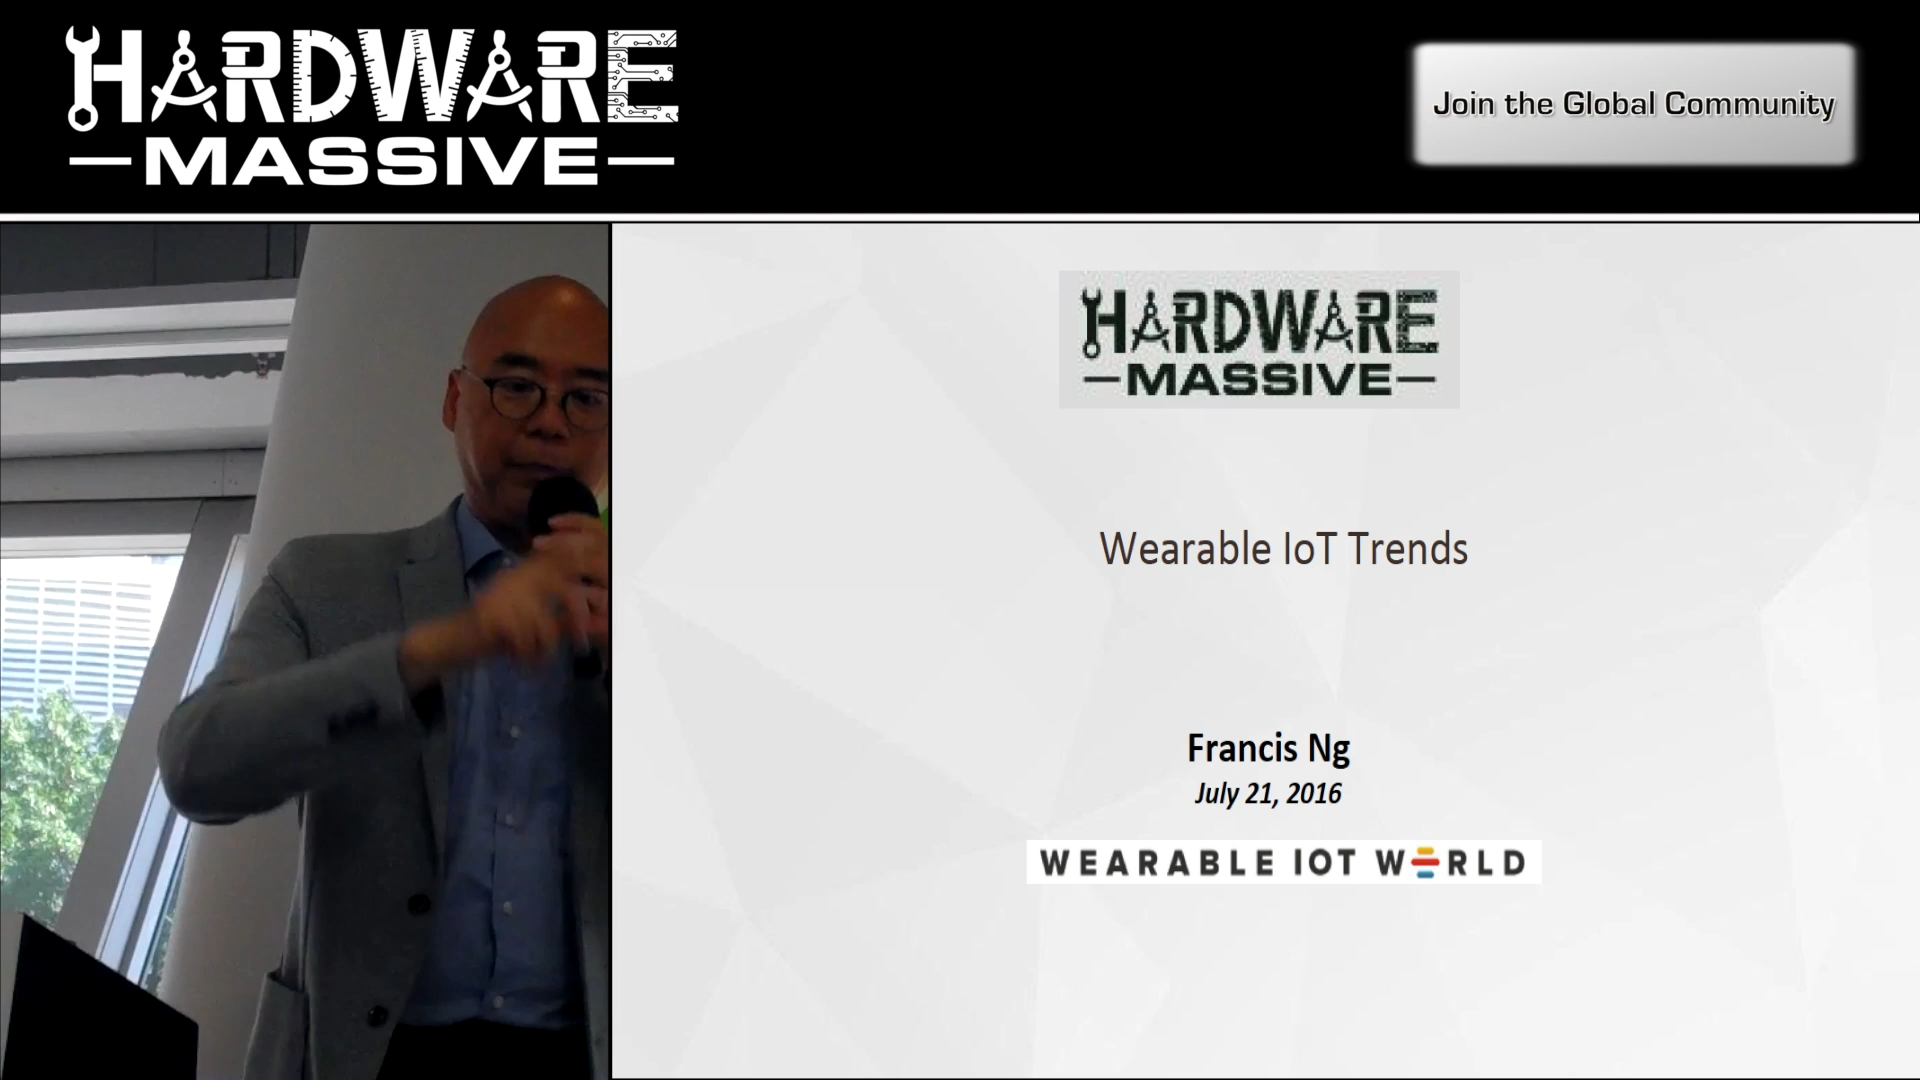 HARDWARE
MASSIVE
Join the Global Community
HARDWARE
MASSIVE
Wearable IoT Trends
Francis Ng
July 21, 2016
WEARABLE IOT WORLD